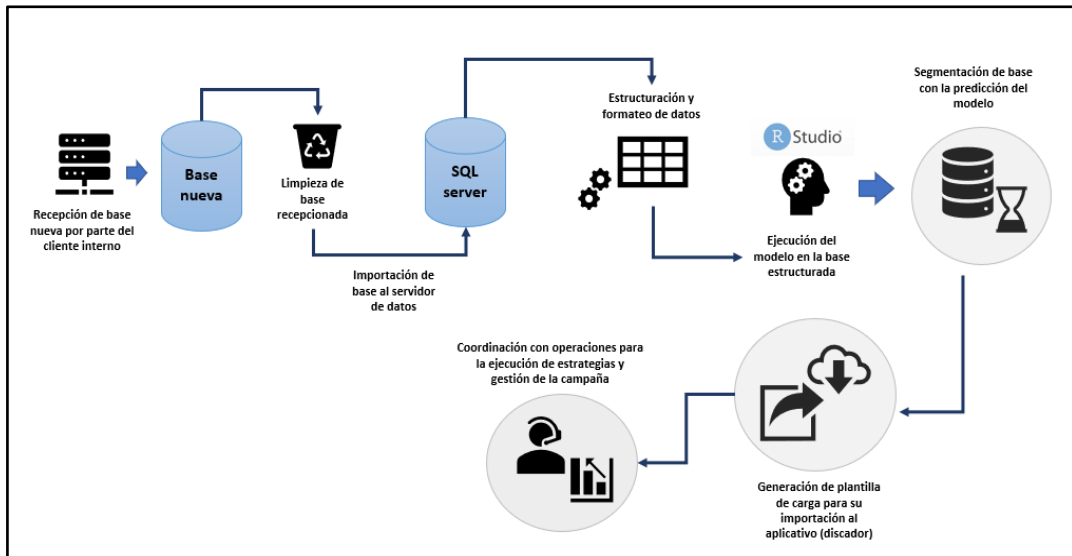 Recepción de base
nueva por parte del
cliente interno
Base
nueva
Limpieza de
base
recepcionada
Importación de
base al servidor
de datos
SQL
server
Estructuración y
formateo de datos
R Studio
Ejecución del
modelo en la base
estructurada
Segmentación de base
con la predicción del
modelo
Generación de plantilla
de carga para su
importación al
aplicativo (discador)
Coordinación con operaciones para
la ejecución de estrategias y
gestión de la campaña